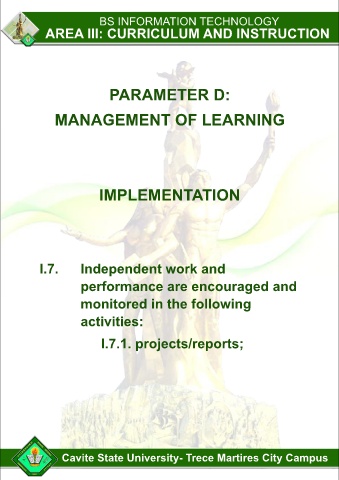 BS INFORMATION TECHNOLOGY
AREA III: CURRICULUM AND INSTRUCTION
PARAMETER D:
MANAGEMENT OF LEARNING
IMPLEMENTATION
I.7. Independent work and
performance are encouraged and
monitored in the following
activities:
I.7.1. projects/reports;
Cavite State University- Trece Martires City Campus